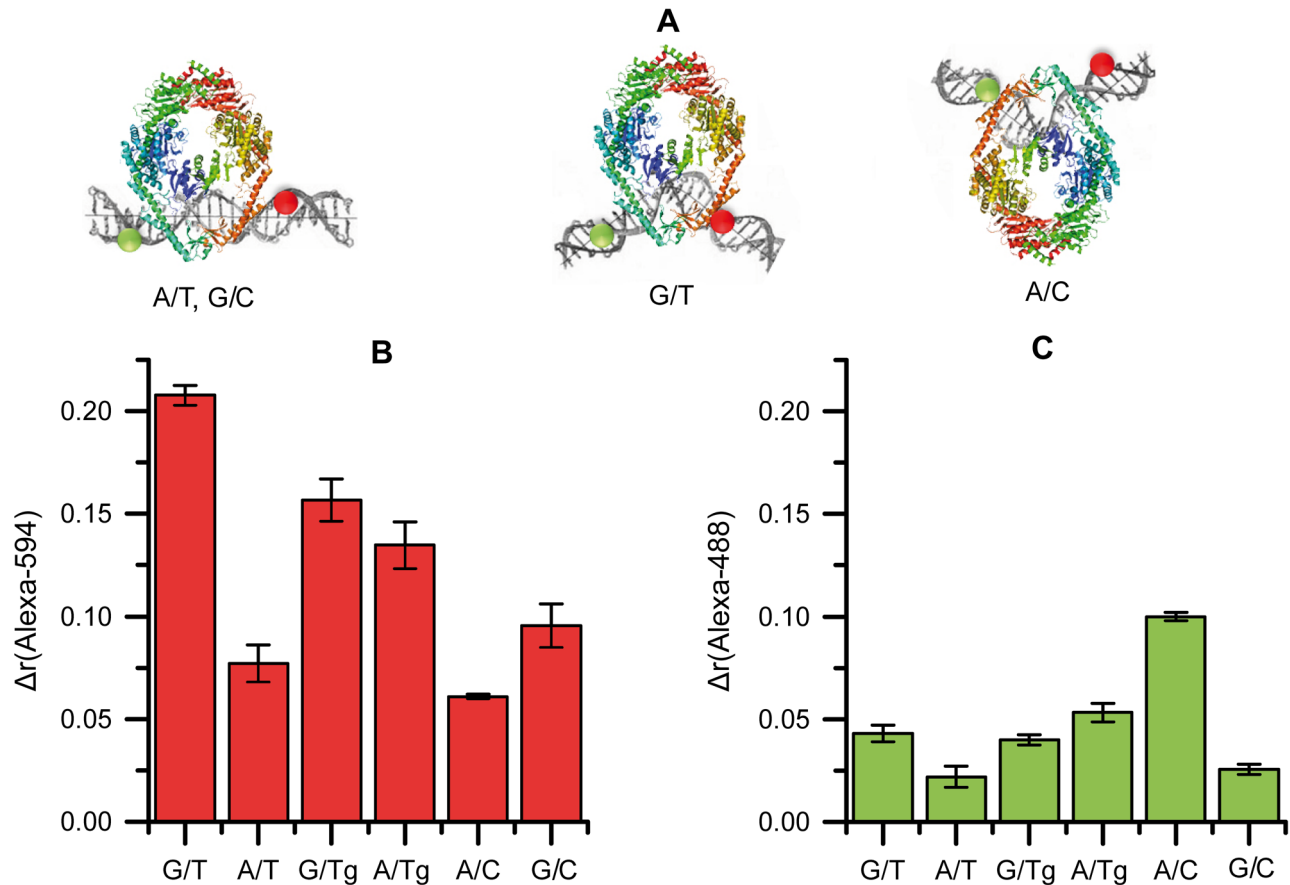 A
A/T, G/C
G/T
A/C
B
Δr(Alexa-594)
0.20
0.15
0.10
0.05
0.00
G/T A/T G/Tg A/Tg A/C G/C
C
Δr(Alexa-488)
0.20
0.15
0.10
0.05
0.00
G/T A/T G/Tg A/Tg A/C G/C